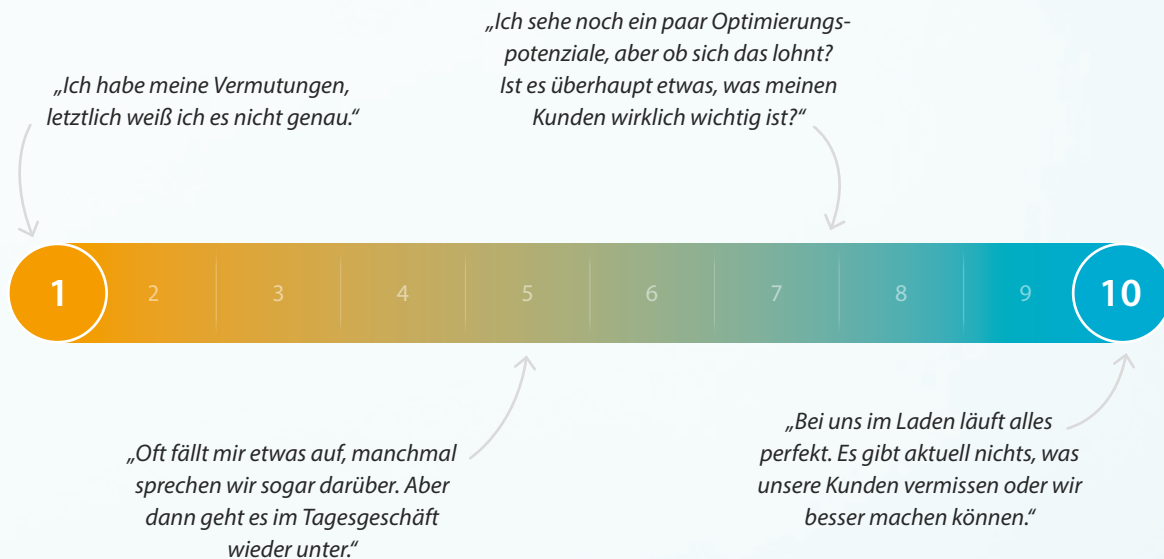 „Ich habe meine Vermutungen,
letztlich weiß ich es nicht genau.“
„Ich sehe noch ein paar Optimierungs-
potenziale, aber ob sich das lohnt?
Ist es überhaupt etwas, was meinen
Kunden wirklich wichtig ist?“
1 2 3 4 5 6 7 8 9 10
„Oft fällt mir etwas auf, manchmal
sprechen wir sogar darüber. Aber
dann geht es im Tagesgeschäft
wieder unter.“
„Bei uns im Laden läuft alles
perfekt. Es gibt aktuell nichts, was
unsere Kunden vermissen oder wir
besser machen können.“